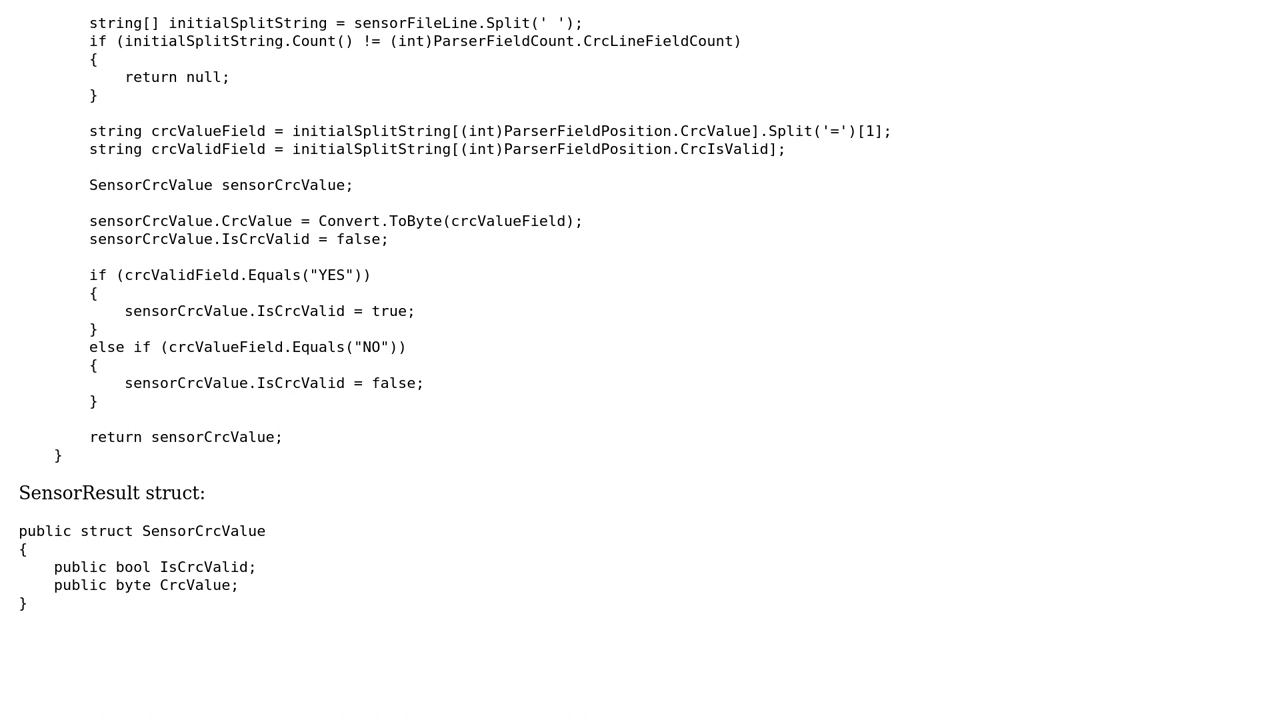 string[] initialSplitString = sensorFileLine.Split(' ');
        if (initialSplitString.Count() != (int)ParserFieldCount.CrcLineFieldCount)
        {
            return null;
        }

        string crcValueField = initialSplitString[(int)ParserFieldPosition.CrcValue].Split('=')[1];
        string crcValidField = initialSplitString[(int)ParserFieldPosition.CrcIsValid];

        SensorCrcValue sensorCrcValue;

        sensorCrcValue.CrcValue = Convert.ToByte(crcValueField);
        sensorCrcValue.IsCrcValid = false;

        if (crcValidField.Equals("YES"))
        {
            sensorCrcValue.IsCrcValid = true;
        }
        else if (crcValueField.Equals("NO"))
        {
            sensorCrcValue.IsCrcValid = false;
        }

        return sensorCrcValue;
    }
SensorResult struct:
public struct SensorCrcValue
{
    public bool IsCrcValid;
    public byte CrcValue;
}